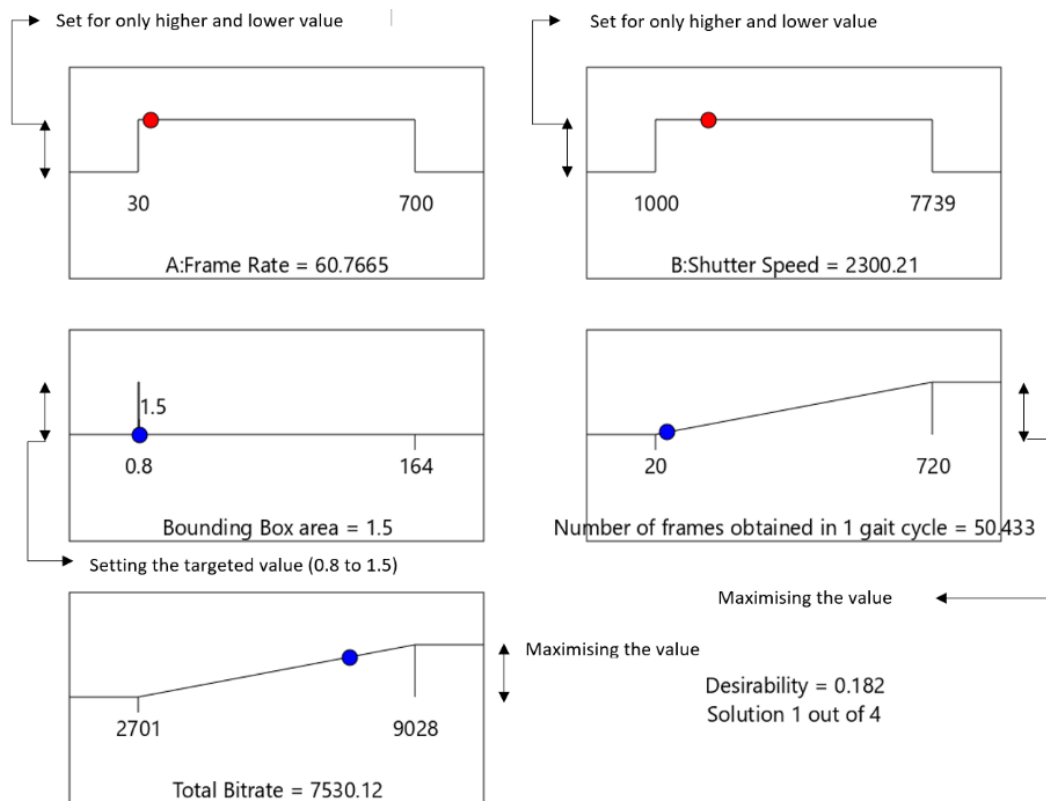 Set for only higher and lower value
Set for only higher and lower value
30
700
A:Frame Rate = 60.7665
1000
7739
B:Shutter Speed = 2300.21
1.5
0.8
164
Bounding Box area = 1.5
20
720
Number of frames obtained in 1 gait cycle = 50.433
Setting the targeted value (0.8 to 1.5)
Maximising the value
Maximising the value
2701
9028
Total Bitrate = 7530.12
Desirability = 0.182
Solution 1 out of 4